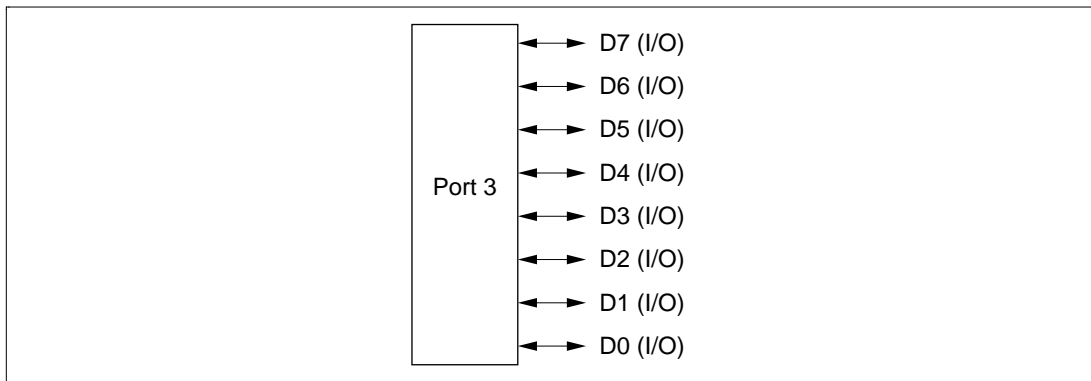 D7 (I/O)
D6 (I/O)
D5 (I/O)
D4 (I/O)
Port 3
D3 (I/O)
D2 (I/O)
D1 (I/O)
D0 (I/O)